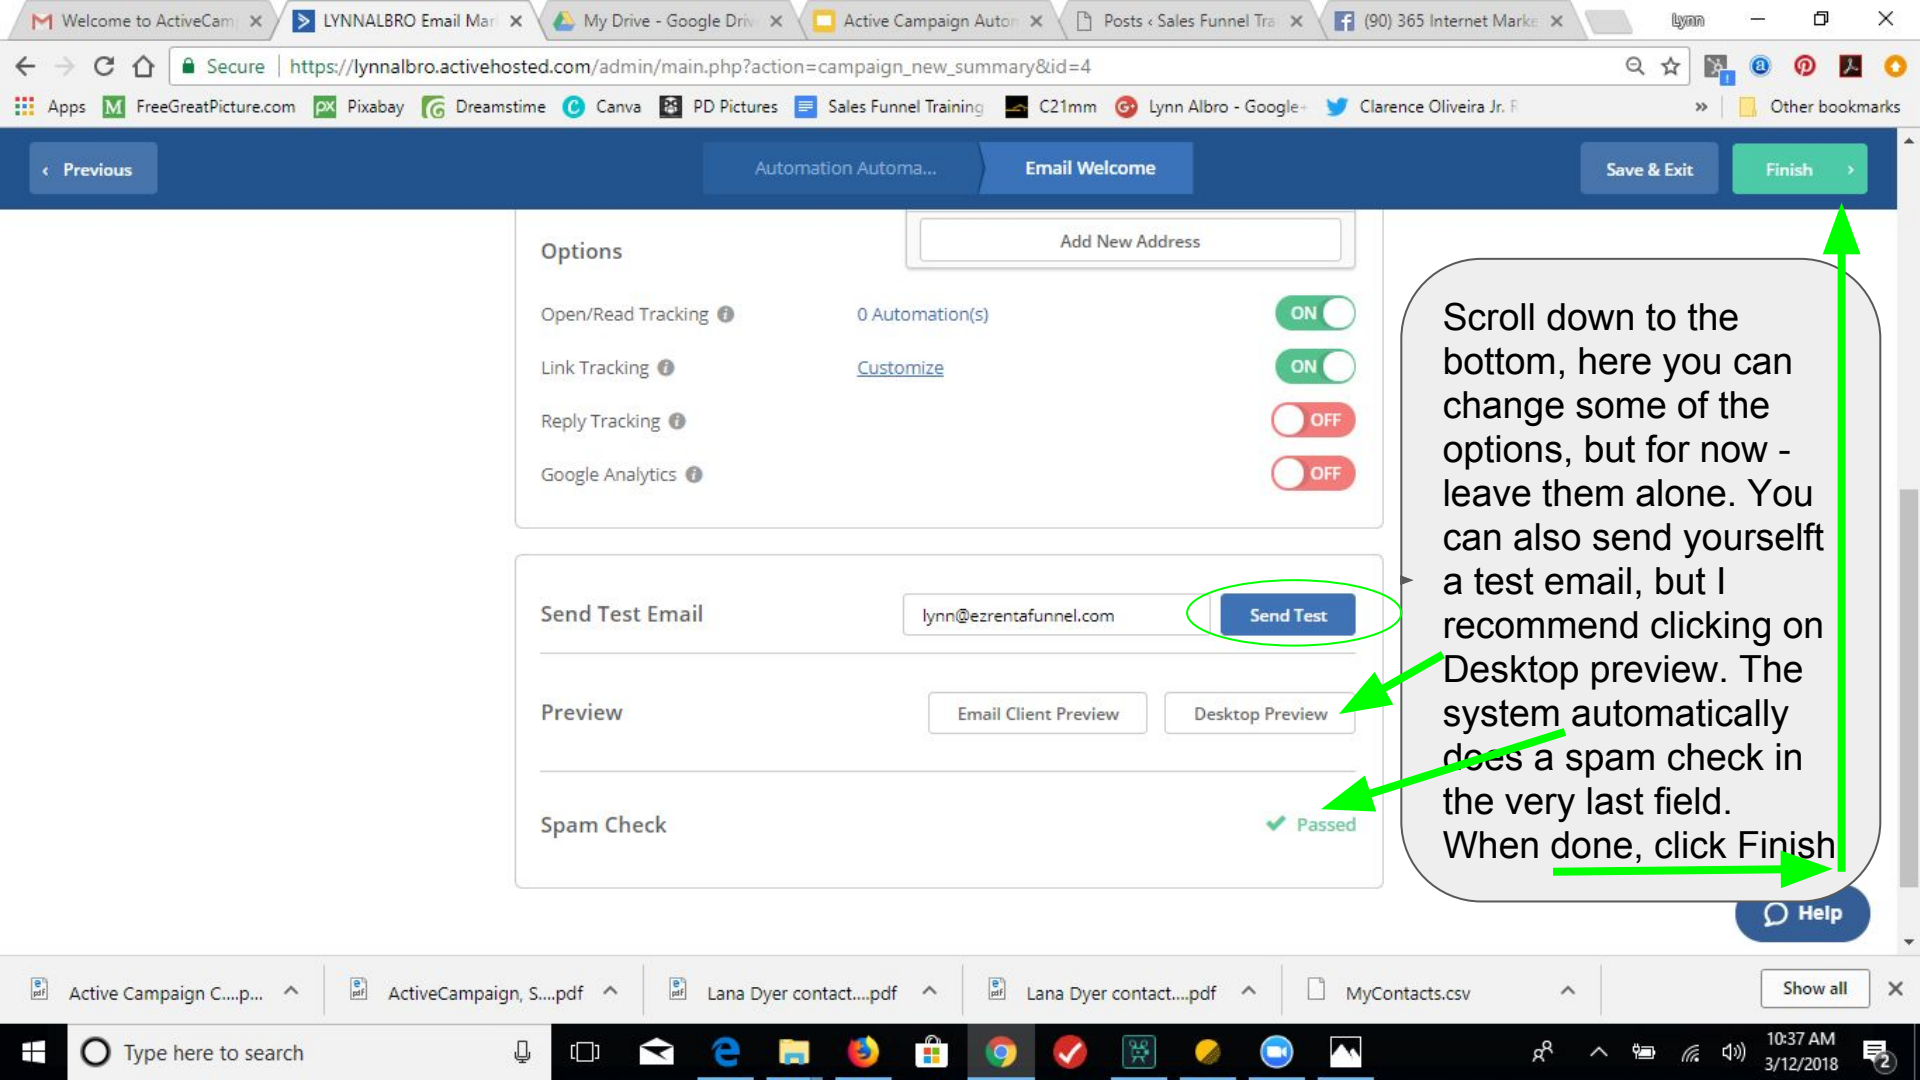 Welcome to ActiveCam
LYNNALBRO Email Mar
My Drive - Google Driv
Active Campaign Auton
Posts ‹ Sales Funnel Tra
(90) 365 Internet Marke
Lynn
Secure
https://lynnalbro.activehosted.com/admin/main.php?action=campaign_new_summary&id=4
Apps
FreeGreatPicture.com
Pixabay
Dreamstime
Canva
PD Pictures
Sales Funnel Training
C21mm
Lynn Albro - Google+
Clarence Oliveira Jr.
»
Other bookmarks
‹ Previous
Automation Automa...
Email Welcome
Save & Exit
Finish ›
Options
Add New Address
Open/Read Tracking
0 Automation(s)
ON
Link Tracking
Customize
ON
Reply Tracking
OFF
Google Analytics
OFF
Send Test Email
lynn@ezrentafunnel.com
Send Test
Preview
Email Client Preview
Desktop Preview
Spam Check
Passed
Scroll down to the
bottom, here you can
change some of the
options, but for now -
leave them alone. You
can also send yourselft
a test email, but I
recommend clicking on
Desktop preview. The
system automatically
does a spam check in
the very last field.
When done, click Finish
Help
Active Campaign C....p...
ActiveCampaign, S....pdf
Lana Dyer contact....pdf
Lana Dyer contact....pdf
MyContacts.csv
Show all
Type here to search
10:37 AM
3/12/2018
2